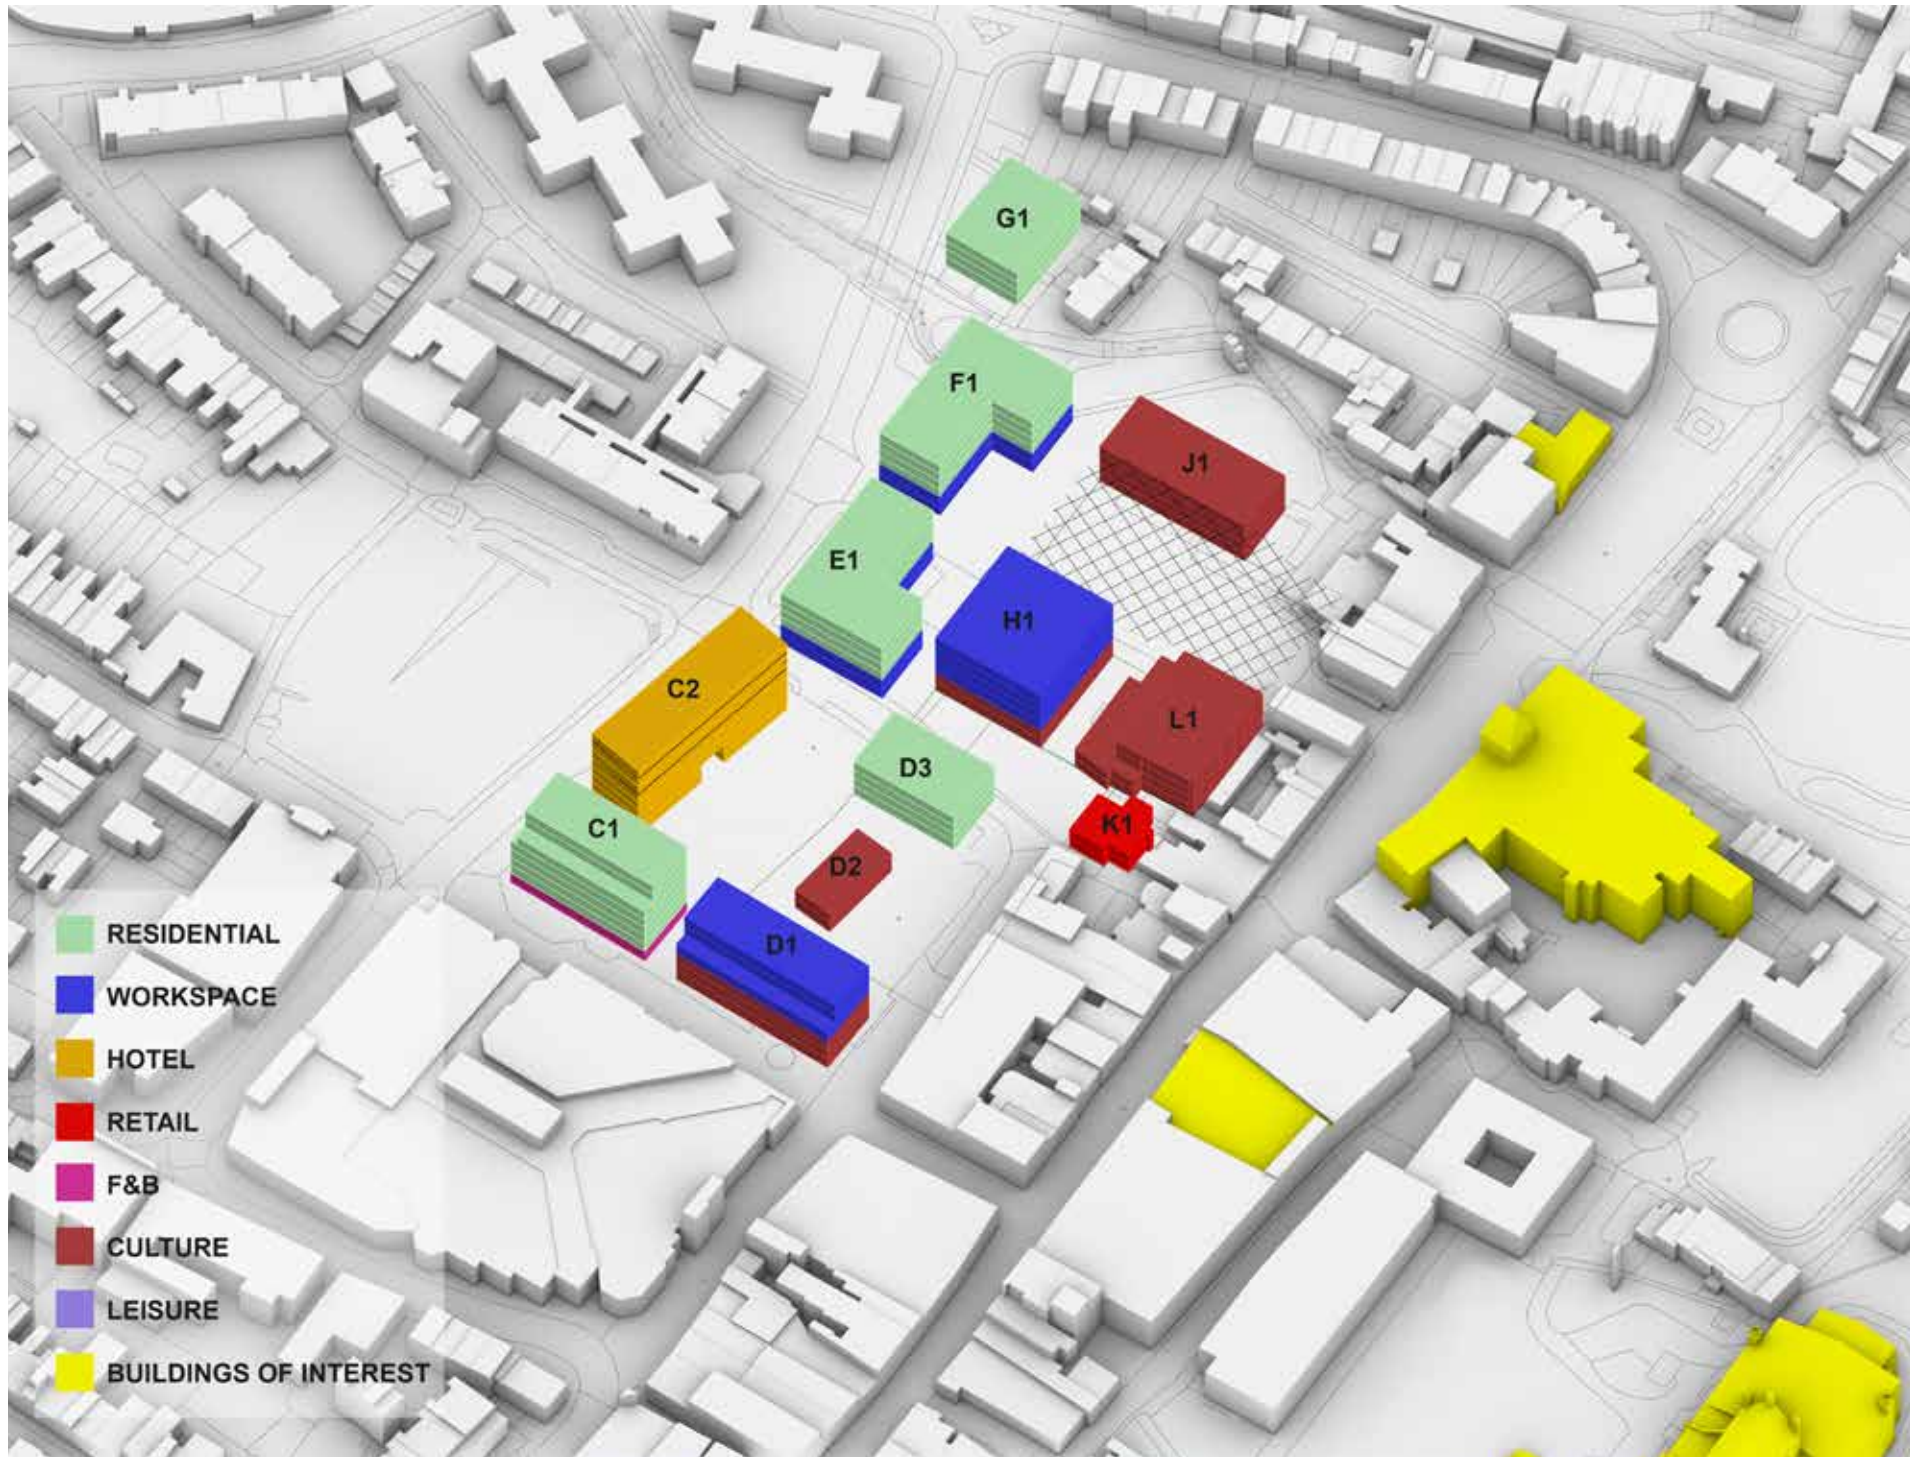 G1
F1
J1
E1
H1
C2
L1
D3
C1
K1
D2
D1
RESIDENTIAL
WORKSPACE
HOTEL
RETAIL
F&B
CULTURE
LEISURE
BUILDINGS OF INTEREST